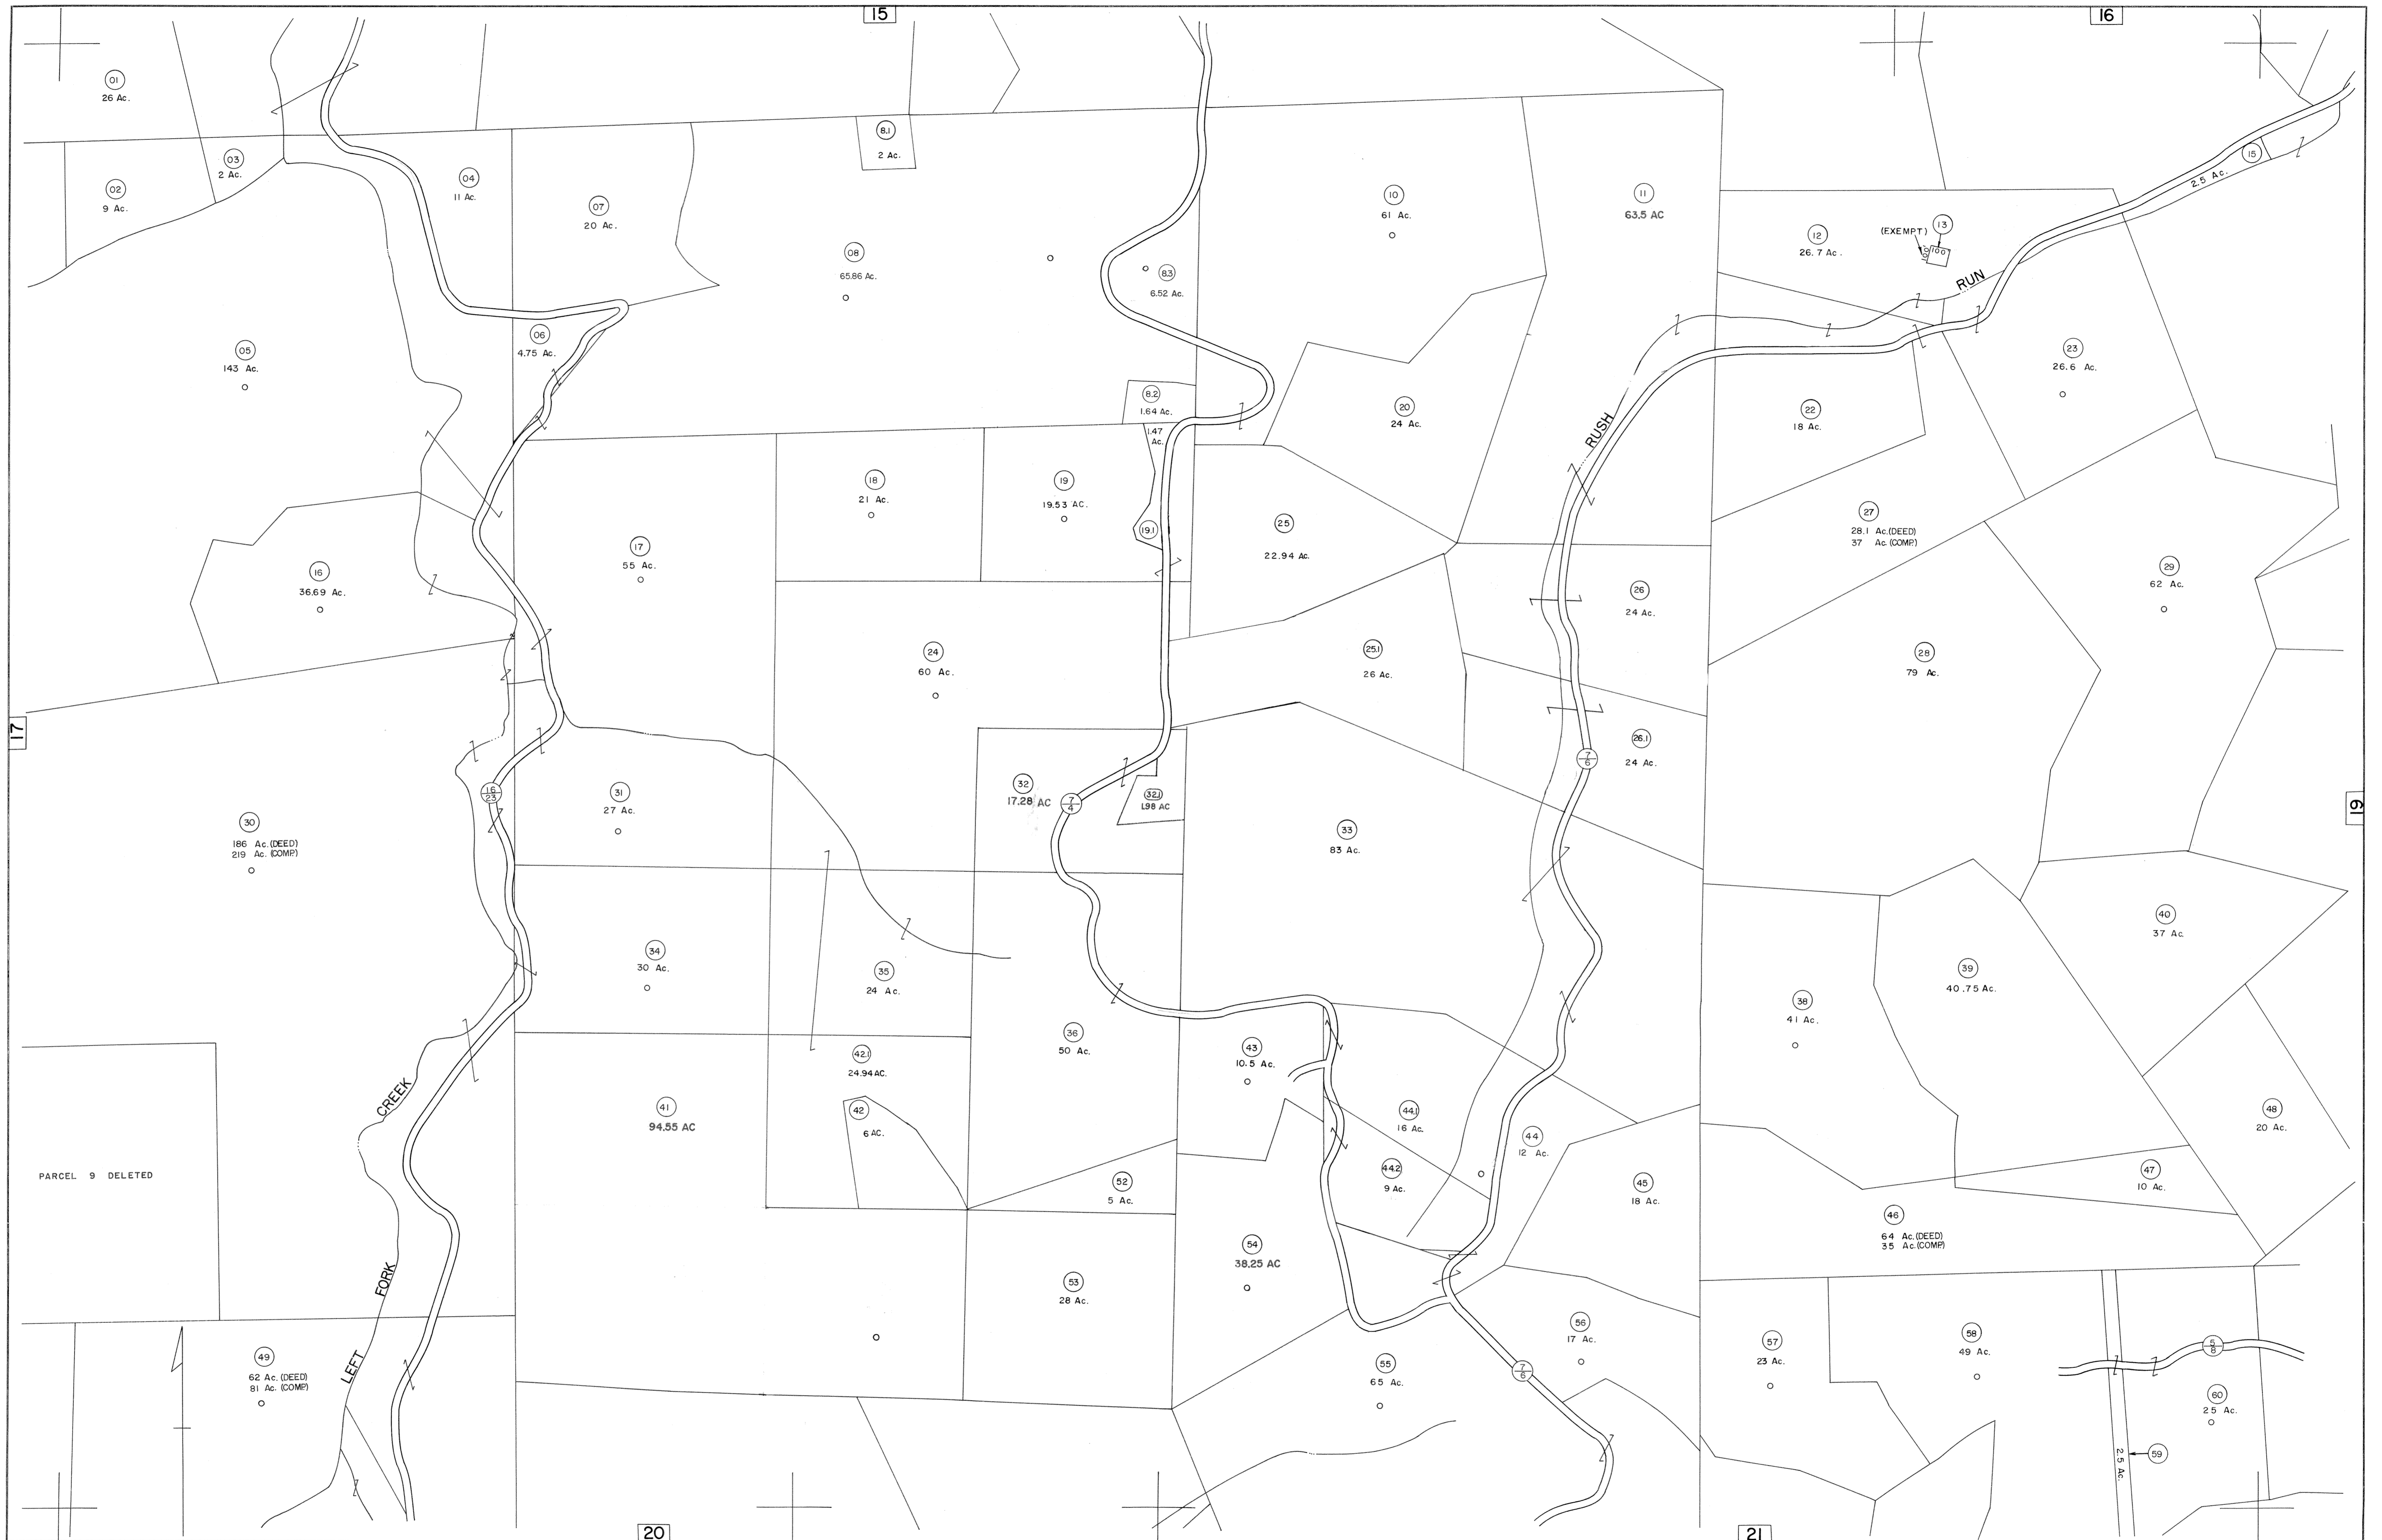 15
16
01
26 Ac.
02
9 Ac.
03
2 Ac.
04
11 Ac.
07
20 Ac.
8.1
2 Ac.
08
65.86 Ac.
8.3
6.52 Ac.
10
61 Ac.
11
63.5 AC
12
26.7 Ac.
(EXEMPT)
13
100
100
15
2.5 Ac.
RUN
RUSH
05
143 Ac.
06
4.75 Ac.
8.2
1.64 Ac.
1.47
Ac.
20
24 Ac.
22
18 Ac.
23
26.6 Ac.
16
36.69 Ac.
17
55 Ac.
18
21 Ac.
19
19.53 AC.
19.1
25
22.94 Ac.
26
24 Ac.
27
28.1 Ac.(DEED)
37 Ac. (COMP.)
29
62 Ac.
24
60 Ac.
25.1
26 Ac.
28
79 Ac.
17
16
23
31
27 Ac.
32
17.28 AC
7
4
32.1
1.98 AC
33
83 Ac.
7
6
26.1
24 Ac.
19
30
186 Ac.(DEED)
219 Ac. (COMP.)
34
30 Ac.
35
24 Ac.
36
50 Ac.
38
41 Ac.
39
40.75 Ac.
40
37 Ac.
41
94.55 AC
42.1
24.94 AC.
42
6 AC.
43
10.5 Ac.
44.1
16 Ac.
44
12 Ac.
44.2
9 Ac.
45
18 Ac.
48
20 Ac.
47
10 Ac.
46
64 Ac.(DEED)
35 Ac.(COMP)
CREEK
FORK
LEFT
PARCEL 9 DELETED
52
5 Ac.
53
28 Ac.
54
38.25 AC
49
62 Ac. (DEED)
81 Ac. (COMP)
55
65 Ac.
56
17 Ac.
7
6
57
23 Ac.
58
49 Ac.
5
8
60
25 Ac.
59
2.5 Ac.
20
21